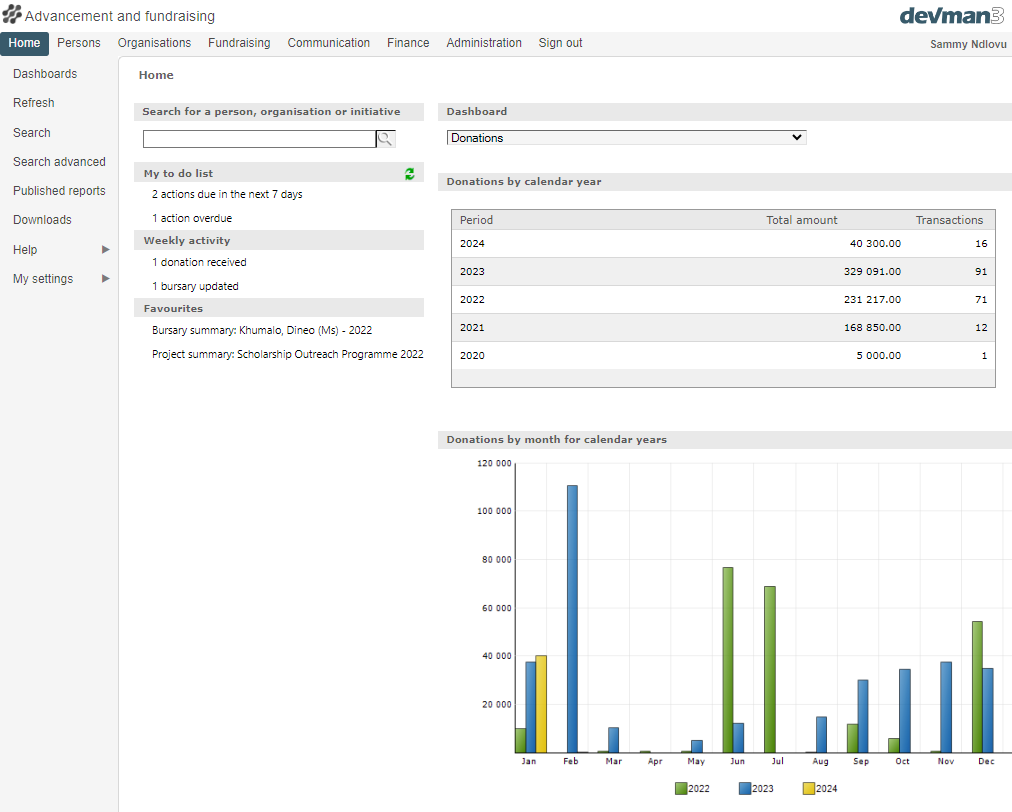 Advancement and fundraising
devman3
Home Persons Organisations Fundraising Communication Finance Administration Sign out
Sammy Ndlovu
Dashboards
Refresh
Search
Search advanced
Published reports
Downloads
Help
My settings
Home
Search for a person, organisation or initiative
My to do list
2 actions due in the next 7 days
1 action overdue
Weekly activity
1 donation received
1 bursary updated
Favourites
Bursary summary: Khumalo, Dineo (Ms) - 2022
Project summary: Scholarship Outreach Programme 2022
Dashboard
Donations
Donations by calendar year
Period Total amount Transactions
2024 40 300.00 16
2023 329 091.00 91
2022 231 217.00 71
2021 168 850.00 12
2020 5 000.00 1
Donations by month for calendar years
120 000
100 000
80 000
60 000
40 000
20 000
Jan Feb Mar Apr May Jun Jul Aug Sep Oct Nov Dec
2022 2023 2024